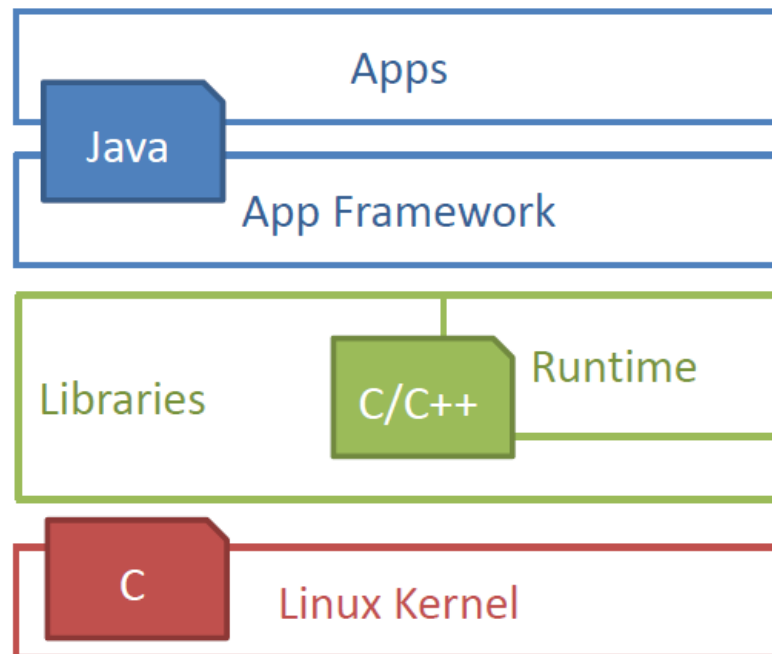 Apps
Java
App Framework
Runtime
Libraries
C/C++
C
Linux Kernel